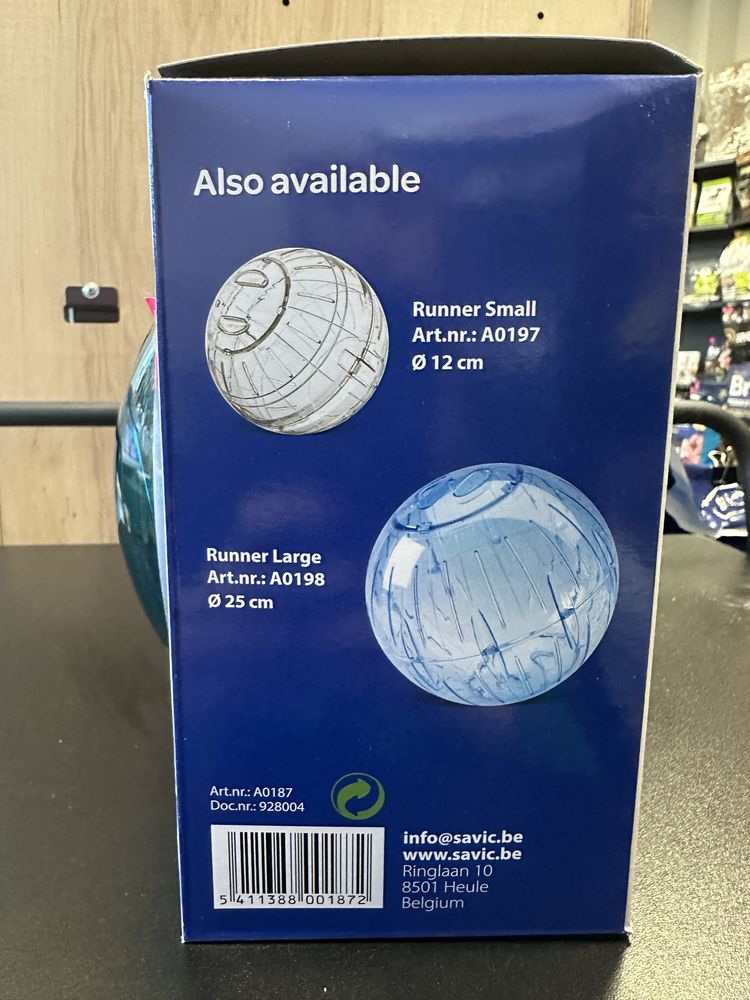 Also available
Runner Small
Art.nr.: A0197
Ø 12 cm
Runner Large
Art.nr.: A0198
Ø 25 cm
Art.nr.: A0187
Doc.nr.: 928004
5 411388 001872
info@savic.be
www.savic.be
Ringlaan 10
8501 Heule
Belgium